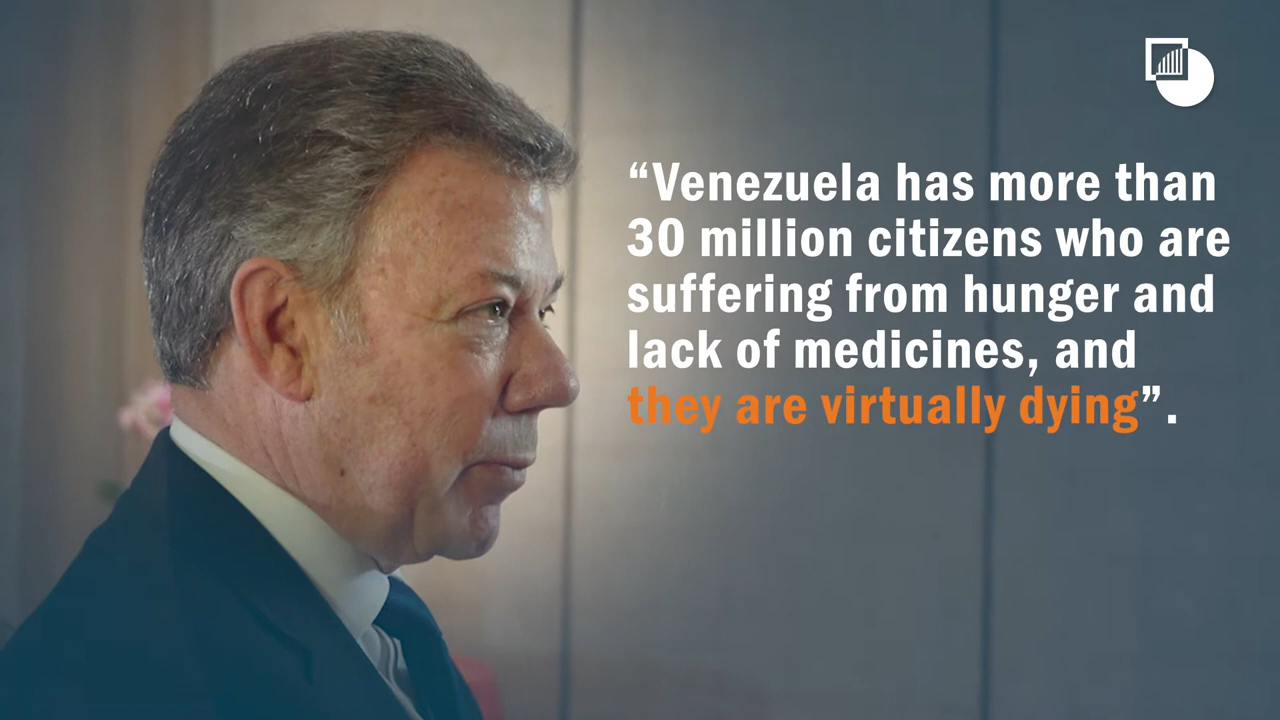 “Venezuela has more than
30 million citizens who are
suffering from hunger and
lack of medicines, and
they are virtually dying”.